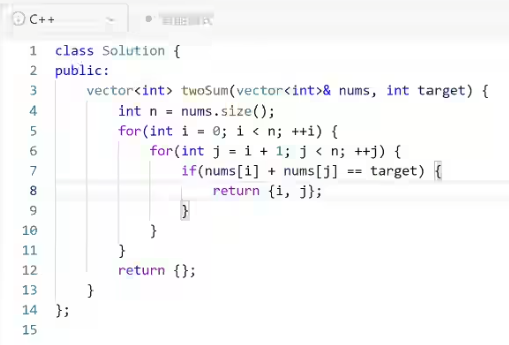 C++
1 class Solution {
2 public:
3     vector<int> twoSum(vector<int>& nums, int target) {
4         int n = nums.size();
5         for(int i = 0; i < n; ++i) {
6             for(int j = i + 1; j < n; ++j) {
7                 if(nums[i] + nums[j] == target) {
8                     return {i, j};
9                 }
10             }
11         }
12         return {};
13     }
14 };
15